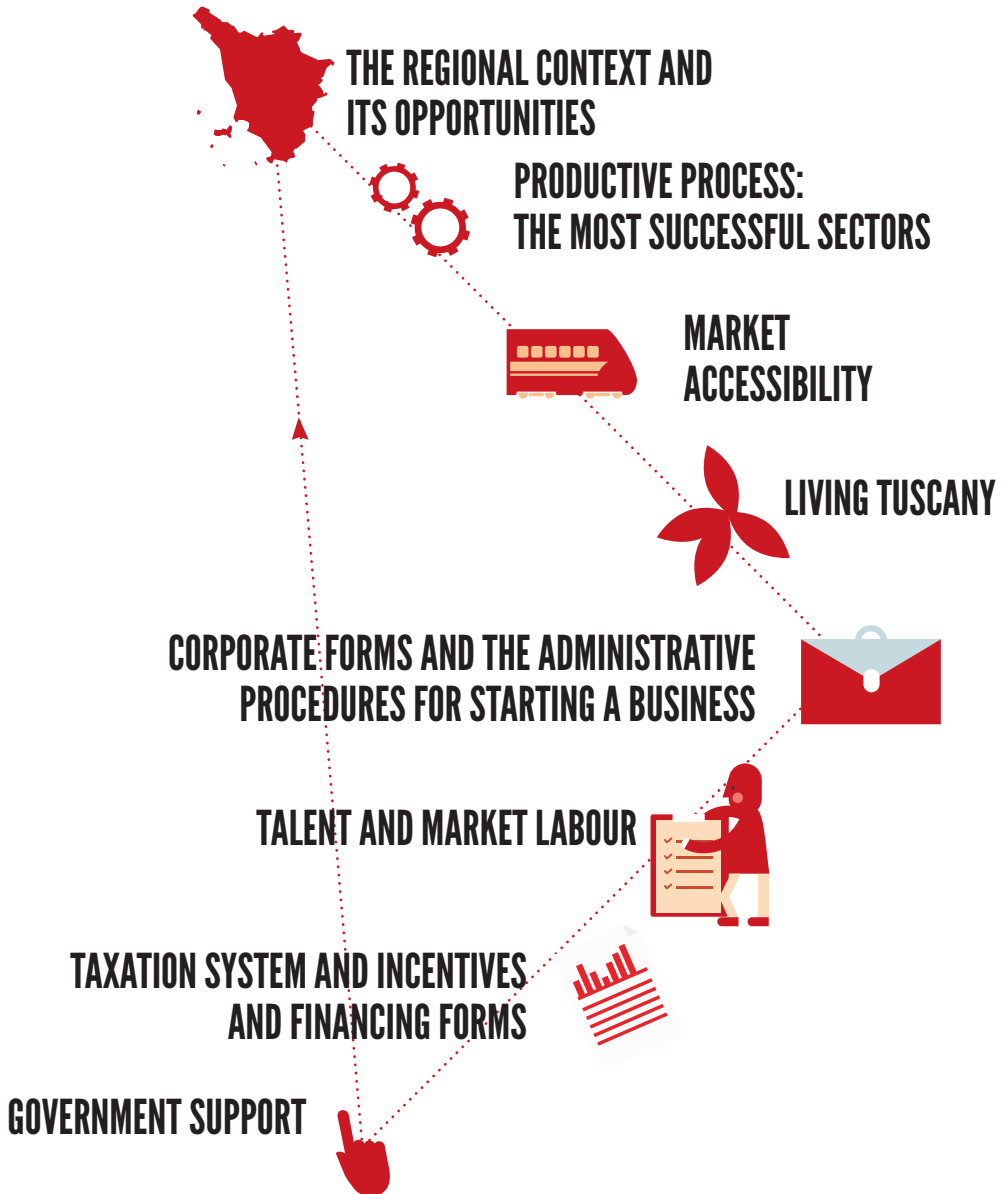 THE REGIONAL CONTEXT AND
ITS OPPORTUNITIES
PRODUCTIVE PROCESS:
THE MOST SUCCESSFUL SECTORS
MARKET
ACCESSIBILITY
LIVING TUSCANY
CORPORATE FORMS AND THE ADMINISTRATIVE
PROCEDURES FOR STARTING A BUSINESS
TALENT AND MARKET LABOUR
TAXATION SYSTEM AND INCENTIVES
AND FINANCING FORMS
GOVERNMENT SUPPORT